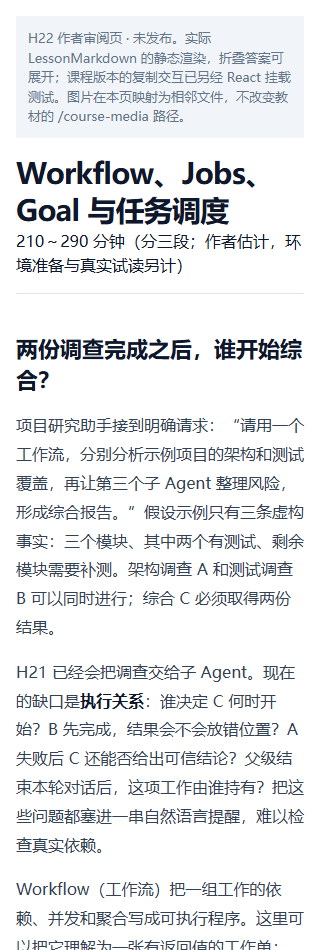 H22 作者审阅页 · 未发布。实际
LessonMarkdown 的静态渲染，折叠答案可
展开；课程版本的复制交互已另经 React 挂载
测试。图片在本页映射为相邻文件，不改变教
材的 /course-media 路径。
Workflow、Jobs、
Goal 与任务调度
210～290 分钟（分三段；作者估计，环
境准备与真实试读另计）
两份调查完成之后，谁开始综
合？
项目研究助手接到明确请求：“请用一个
工作流，分别分析示例项目的架构和测试
覆盖，再让第三个子 Agent 整理风险，
形成综合报告。”假设示例只有三条虚构
事实：三个模块、其中两个有测试、剩余
模块需要补测。架构调查 A 和测试调查
B 可以同时进行；综合 C 必须取得两份
结果。
H21 已经会把调查交给子 Agent。现在
的缺口是执行关系：谁决定 C 何时开
始？B 先完成，结果会不会放错位置？A
失败后 C 还能否给出可信结论？父级结
束本轮对话后，这项工作由谁持有？把这
些问题都塞进一串自然语言提醒，难以检
查真实依赖。
Workflow（工作流）把一组工作的依
赖、并发和聚合写成可执行程序。这里可
以把它理解为一张有返回值的工作单：